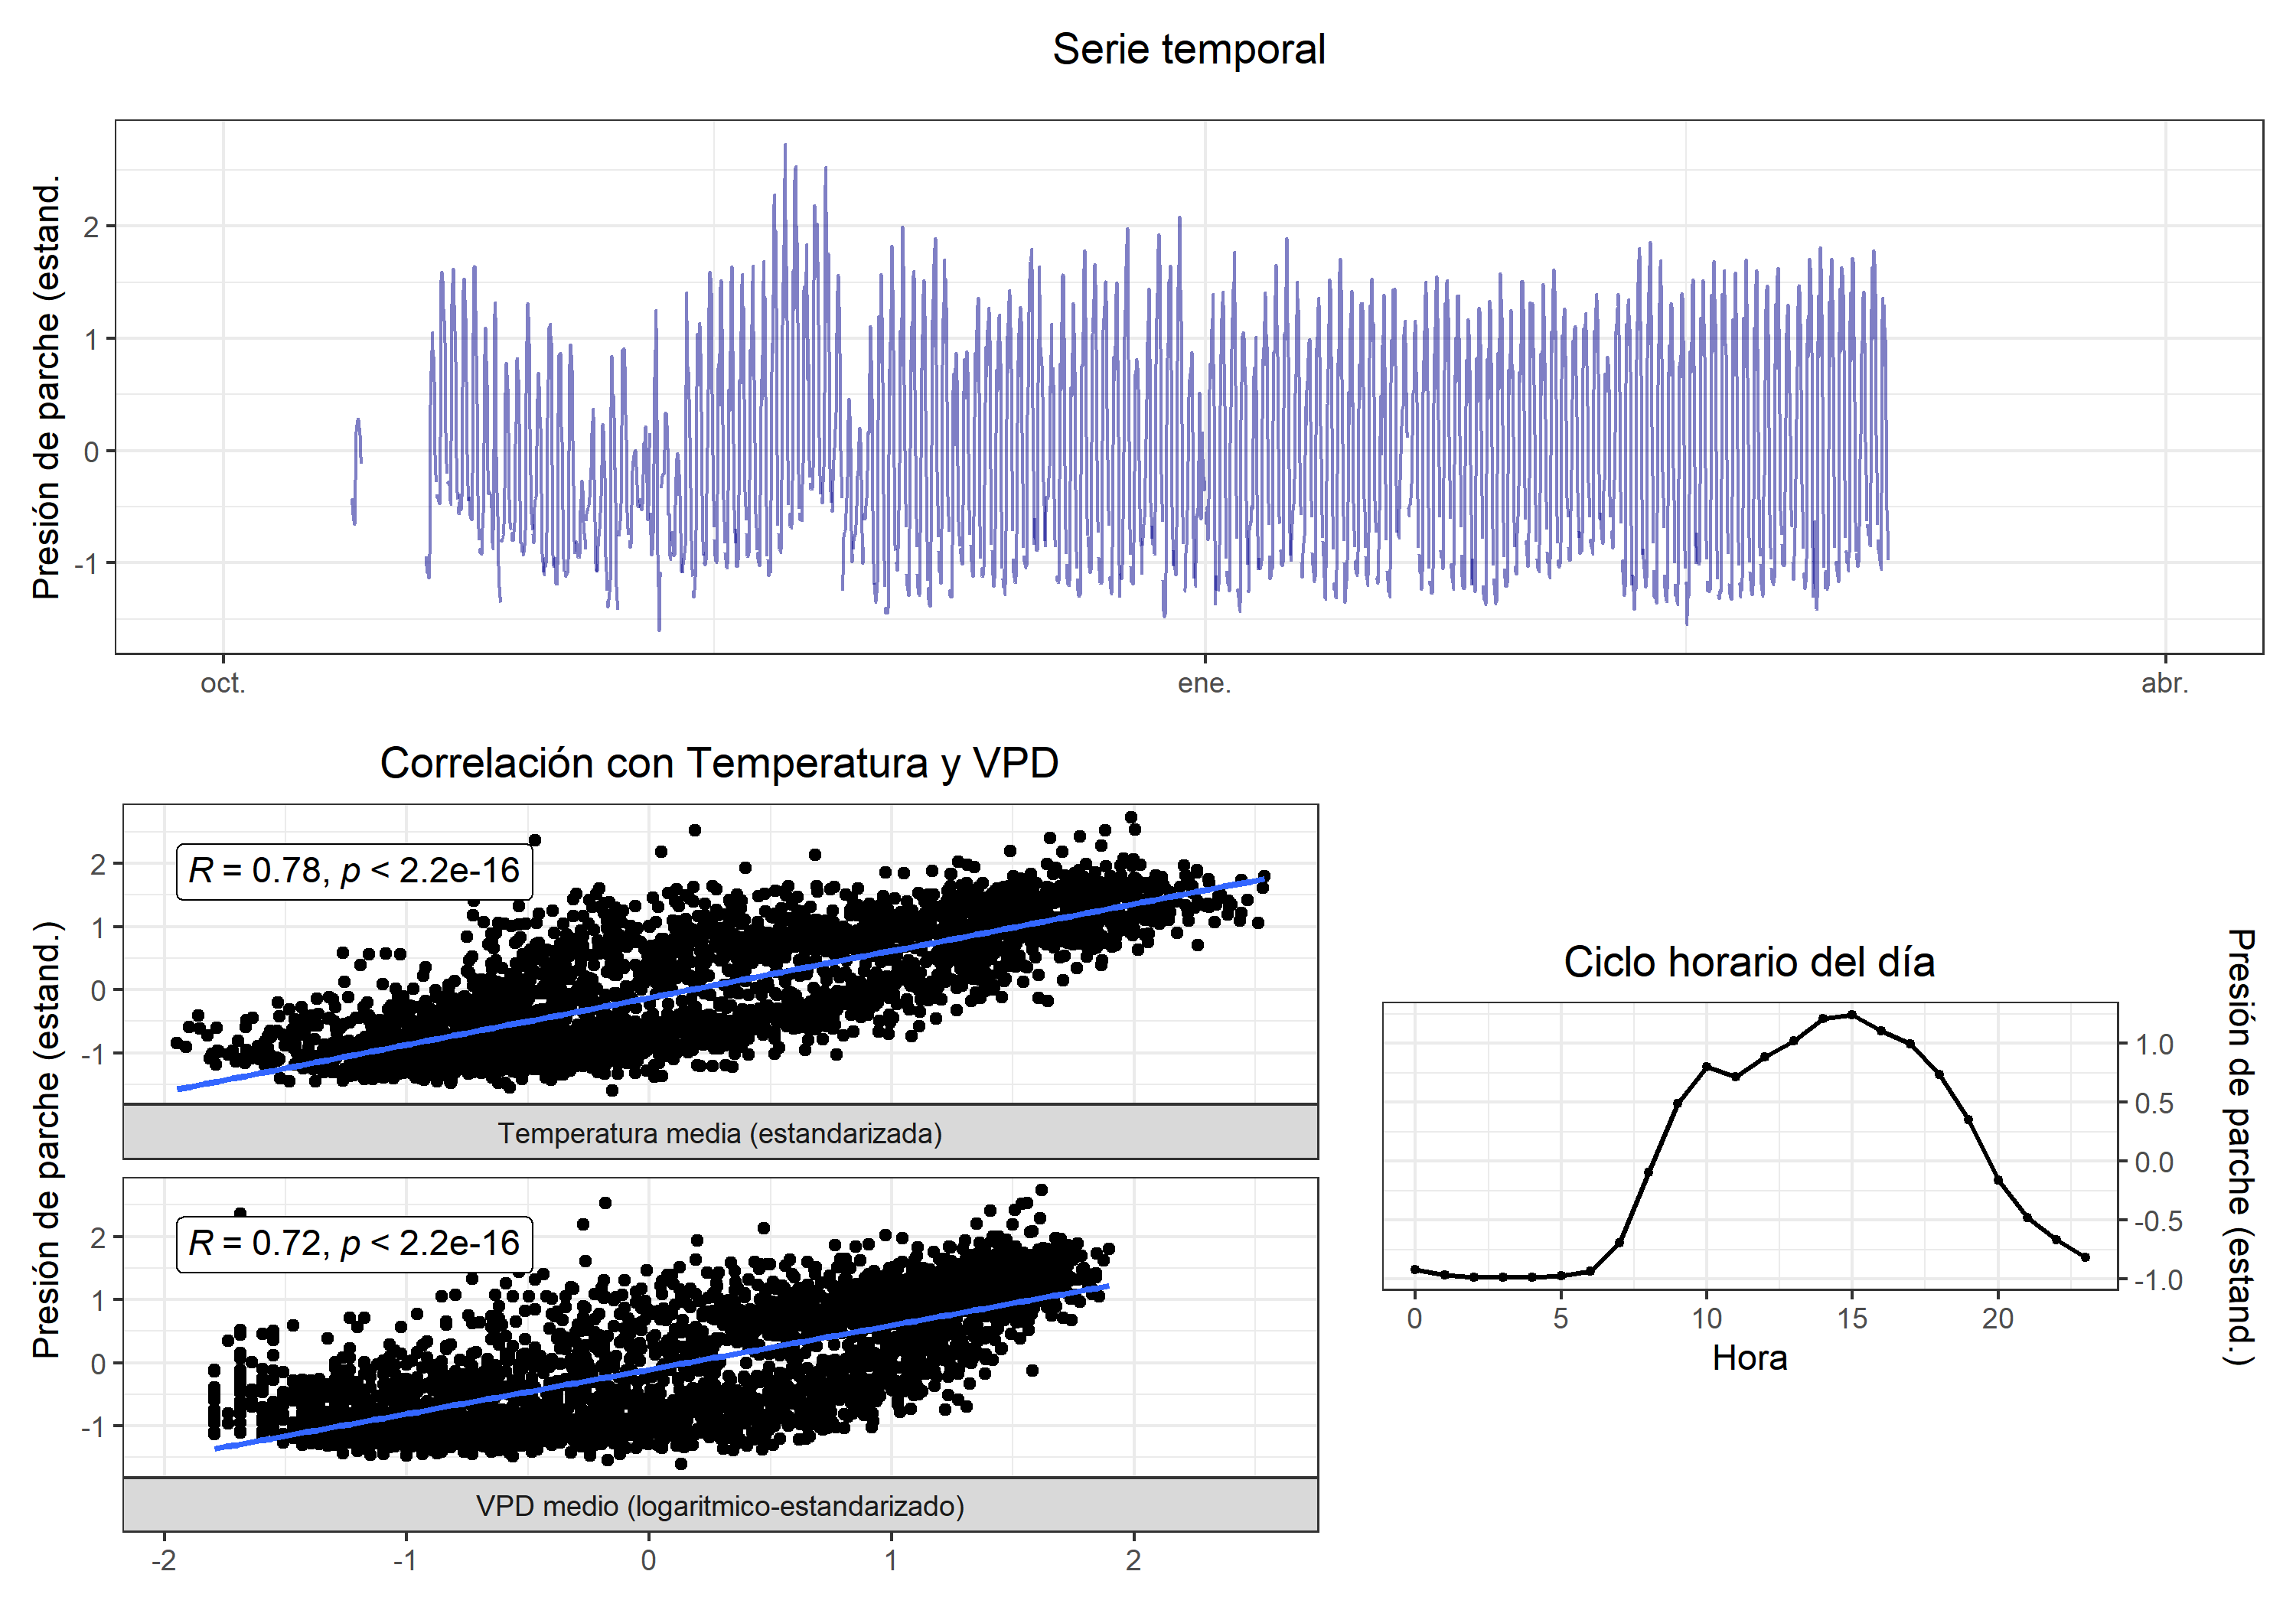 Serie temporal
Presión de parche (estand.
2
1
0
-1
oct.
ene.
abr.
Correlación con Temperatura y VPD
Presión de parche (estand.)
2
1
0
-1
R = 0.78, p < 2.2e-16
Temperatura media (estandarizada)
2
1
0
-1
R = 0.72, p < 2.2e-16
VPD medio (logaritmico-estandarizado)
-2
-1
0
1
2
Ciclo horario del día
1.0
0.5
0.0
-0.5
-1.0
0
5
10
15
20
Hora
Presión de parche (estand.)